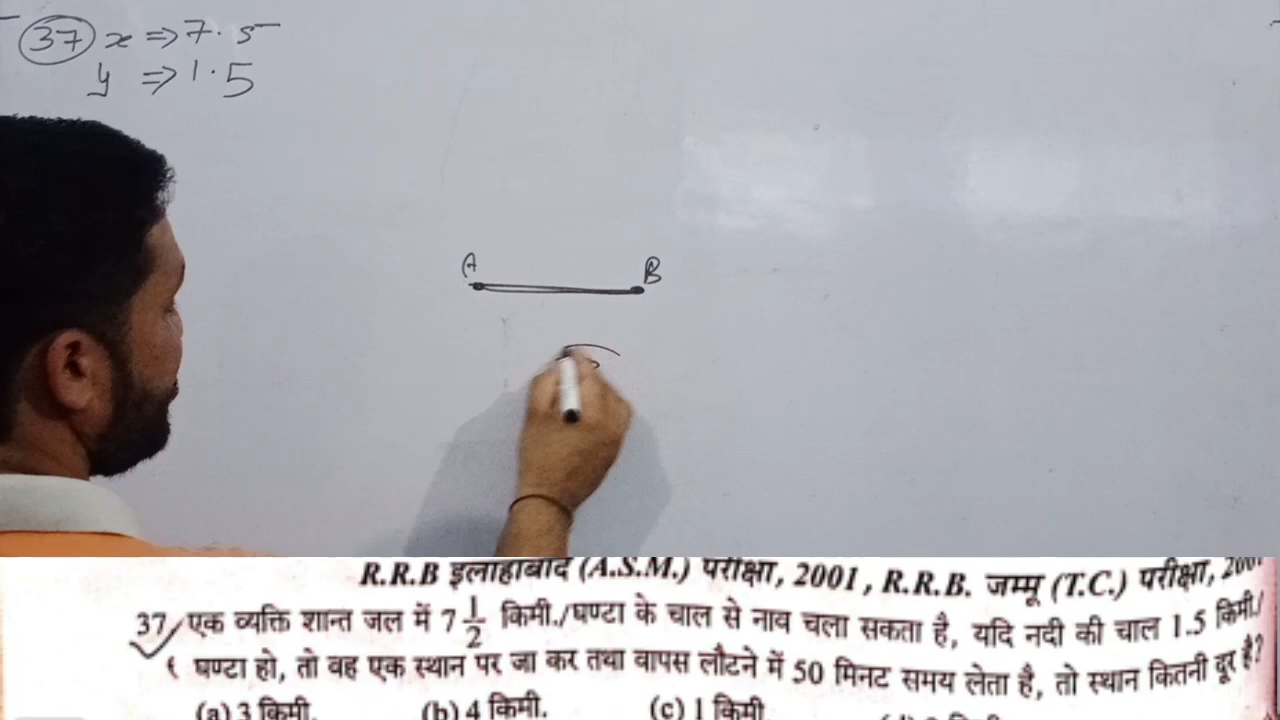 37 x ⇒ 7.5
y ⇒ 1.5
A B
R.R.B इलाहाबाद (A.S.M.) परीक्षा, 2001, R.R.B. जम्मू (T.C.) परीक्षा,
37 एक व्यक्ति शान्त जल में 7 1/2 किमी./घण्टा के चाल से नाव चला सकता है, यदि नदी की चाल 1.5 किमी./
घण्टा हो, तो वह एक स्थान पर जा कर तथा वापस लौटने में 50 मिनट समय लेता है, तो स्थान कितनी दूर है?
(a) 3 किमी. (b) 4 किमी. (c) 1 किमी